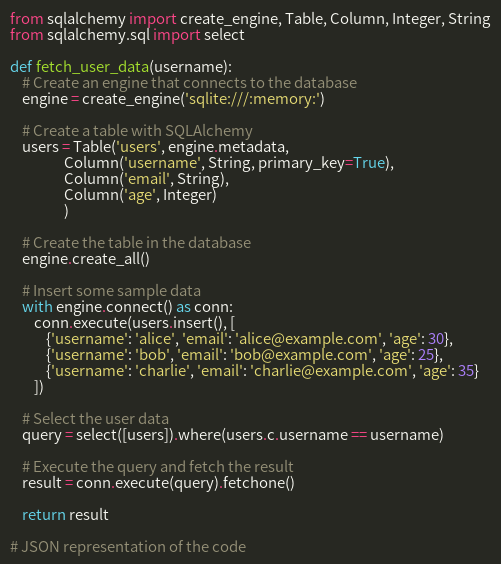 from sqlalchemy import create_engine, Table, Column, Integer, String
from sqlalchemy.sql import select

def fetch_user_data(username):
    # Create an engine that connects to the database
    engine = create_engine('sqlite:///:memory:')

    # Create a table with SQLAlchemy
    users = Table('users', engine.metadata,
                  Column('username', String, primary_key=True),
                  Column('email', String),
                  Column('age', Integer)
                  )

    # Create the table in the database
    engine.create_all()

    # Insert some sample data
    with engine.connect() as conn:
        conn.execute(users.insert(), [
            {'username': 'alice', 'email': 'alice@example.com', 'age': 30},
            {'username': 'bob', 'email': 'bob@example.com', 'age': 25},
            {'username': 'charlie', 'email': 'charlie@example.com', 'age': 35}
        ])

    # Select the user data
    query = select([users]).where(users.c.username == username)

    # Execute the query and fetch the result
    result = conn.execute(query).fetchone()

    return result

# JSON representation of the code